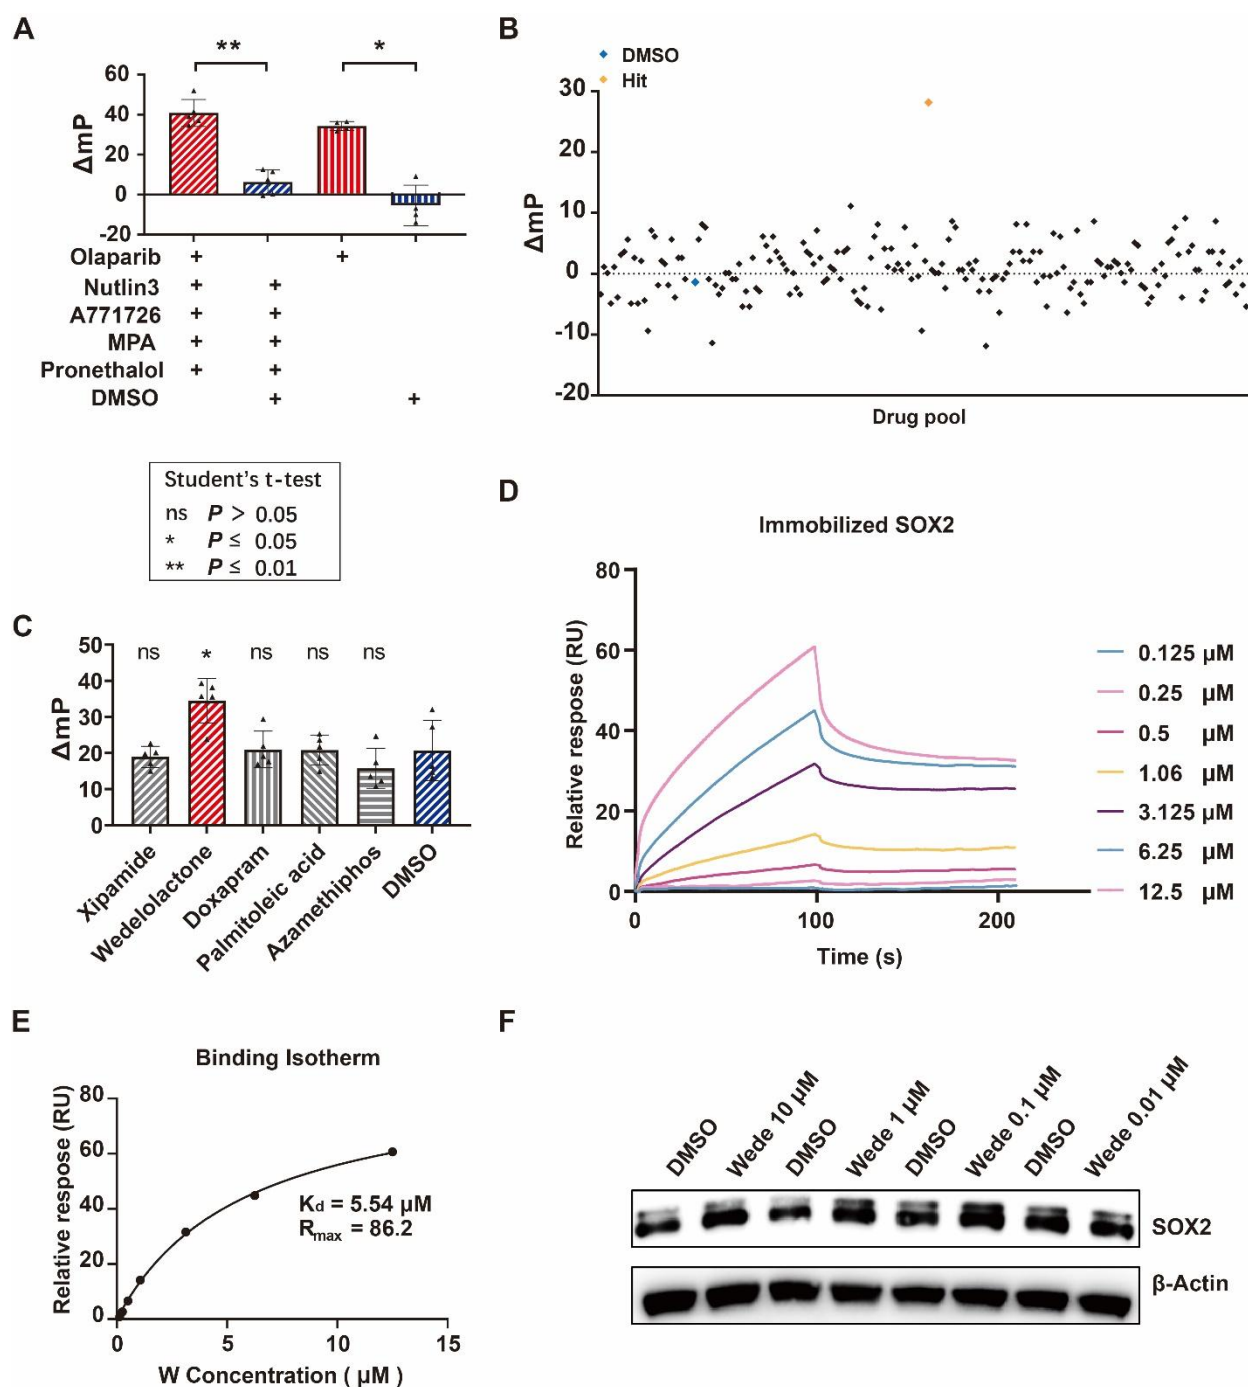 A
**
*
60
40
20
0
-20
ΔmP
Olaparib + +
Nutlin3 + +
A771726 + +
MPA + +
Pronethalol + +
DMSO + +
B
DMSO
Hit
30
20
10
0
-10
-20
ΔmP
Drug pool
Student's t-test
ns P > 0.05
* P ≤ 0.05
** P ≤ 0.01
C
ns * ns ns ns
50
40
30
20
10
0
ΔmP
Xipamide
Wedelolactone
Doxapram
Palmitoleic acid
Azamethiphos
DMSO
D
Immobilized SOX2
80
60
40
20
0
Relative respose (RU)
0 100 200
Time (s)
0.125 µM
0.25 µM
0.5 µM
1.06 µM
3.125 µM
6.25 µM
12.5 µM
E
Binding Isotherm
80
60
40
20
0
Relative respose (RU)
Kd = 5.54 µM
Rmax = 86.2
0 5 10 15
W Concentration ( µM )
F
DMSO
Wede 10 µM
DMSO
Wede 1 µM
DMSO
Wede 0.1 µM
DMSO
Wede 0.01 µM
SOX2
β-Actin